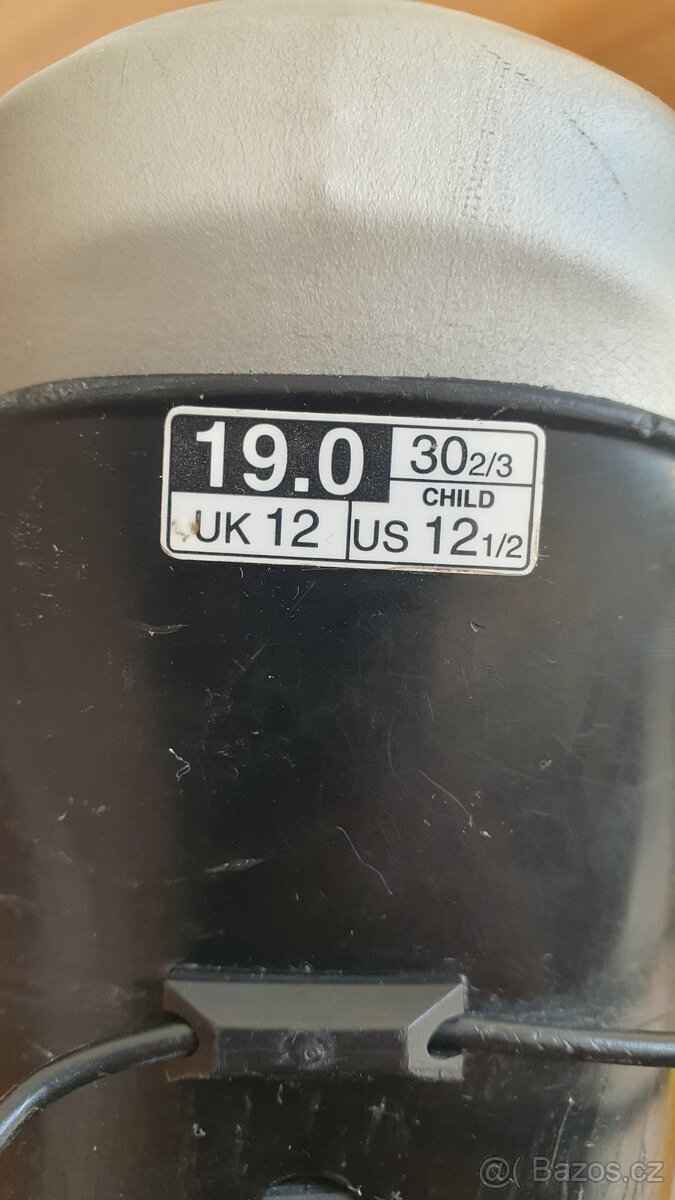 19.0
30 2/3
CHILD
UK 12
US 12 1/2
@( Bazos.cz